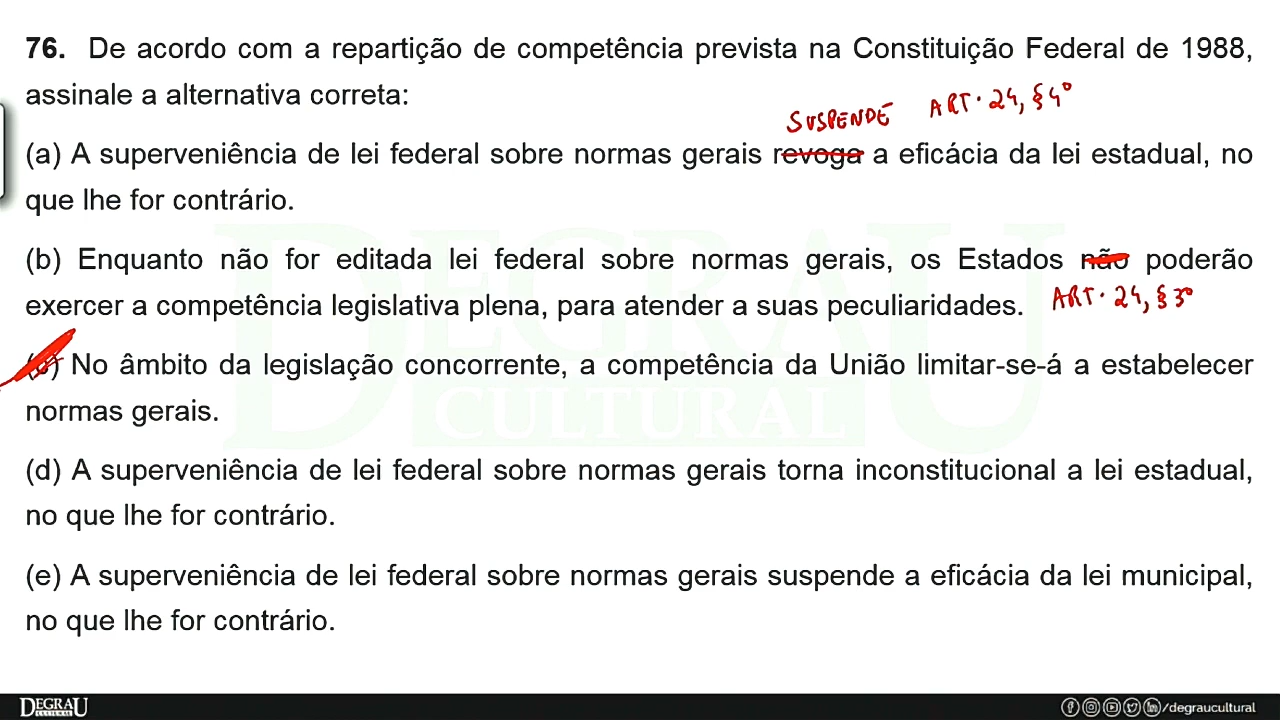 76. De acordo com a repartição de competência prevista na Constituição Federal de 1988,
assinale a alternativa correta:
SUSPENDE ART. 24, § 4º
(a) A superveniência de lei federal sobre normas gerais revoga a eficácia da lei estadual, no
que lhe for contrário.
(b) Enquanto não for editada lei federal sobre normas gerais, os Estados não poderão
exercer a competência legislativa plena, para atender a suas peculiaridades.
ART. 24, § 3º
(c) No âmbito da legislação concorrente, a competência da União limitar-se-á a estabelecer
normas gerais.
(d) A superveniência de lei federal sobre normas gerais torna inconstitucional a lei estadual,
no que lhe for contrário.
(e) A superveniência de lei federal sobre normas gerais suspende a eficácia da lei municipal,
no que lhe for contrário.
DEGRAU
CULTURAL
DEGRAU
CULTURAL
/degraucultural